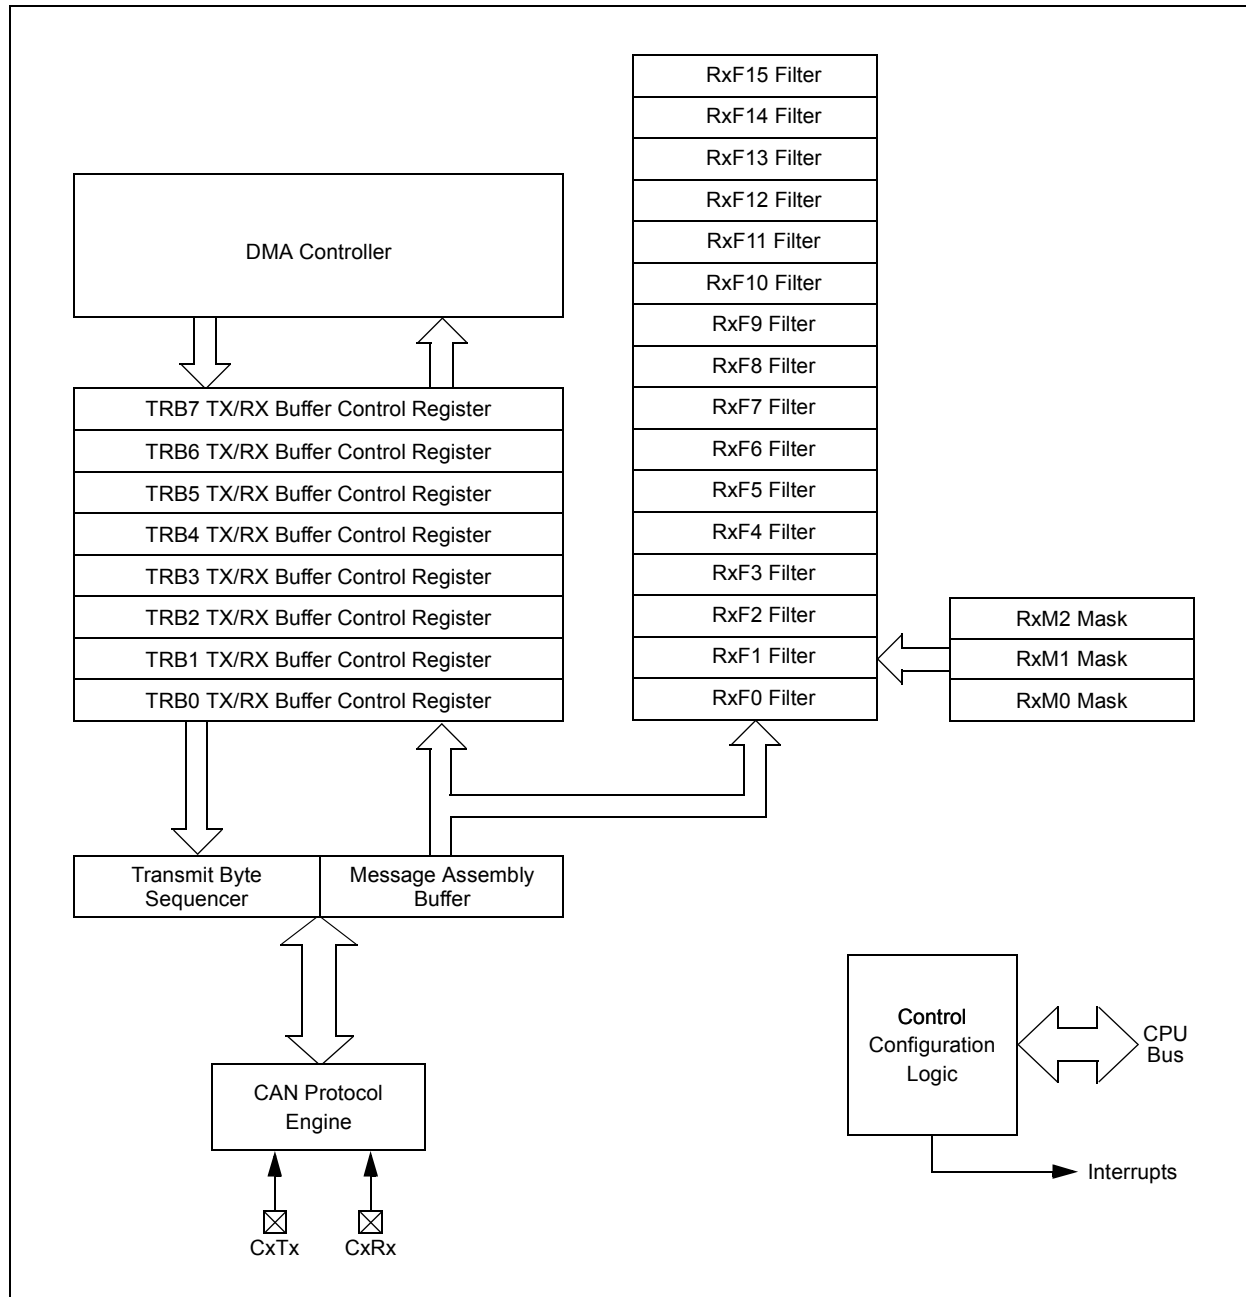 RxF15 Filter
RxF14 Filter
RxF13 Filter
RxF12 Filter
RxF11 Filter
RxF10 Filter
RxF9 Filter
RxF8 Filter
RxF7 Filter
RxF6 Filter
RxF5 Filter
RxF4 Filter
RxF3 Filter
RxF2 Filter
RxF1 Filter
RxF0 Filter
DMA Controller
TRB7 TX/RX Buffer Control Register
TRB6 TX/RX Buffer Control Register
TRB5 TX/RX Buffer Control Register
TRB4 TX/RX Buffer Control Register
TRB3 TX/RX Buffer Control Register
TRB2 TX/RX Buffer Control Register
TRB1 TX/RX Buffer Control Register
TRB0 TX/RX Buffer Control Register
RxM2 Mask
RxM1 Mask
RxM0 Mask
Transmit Byte
Sequencer
Message Assembly
Buffer
CAN Protocol
Engine
CxTx
CxRx
Control
Configuration
Logic
CPU
Bus
Interrupts